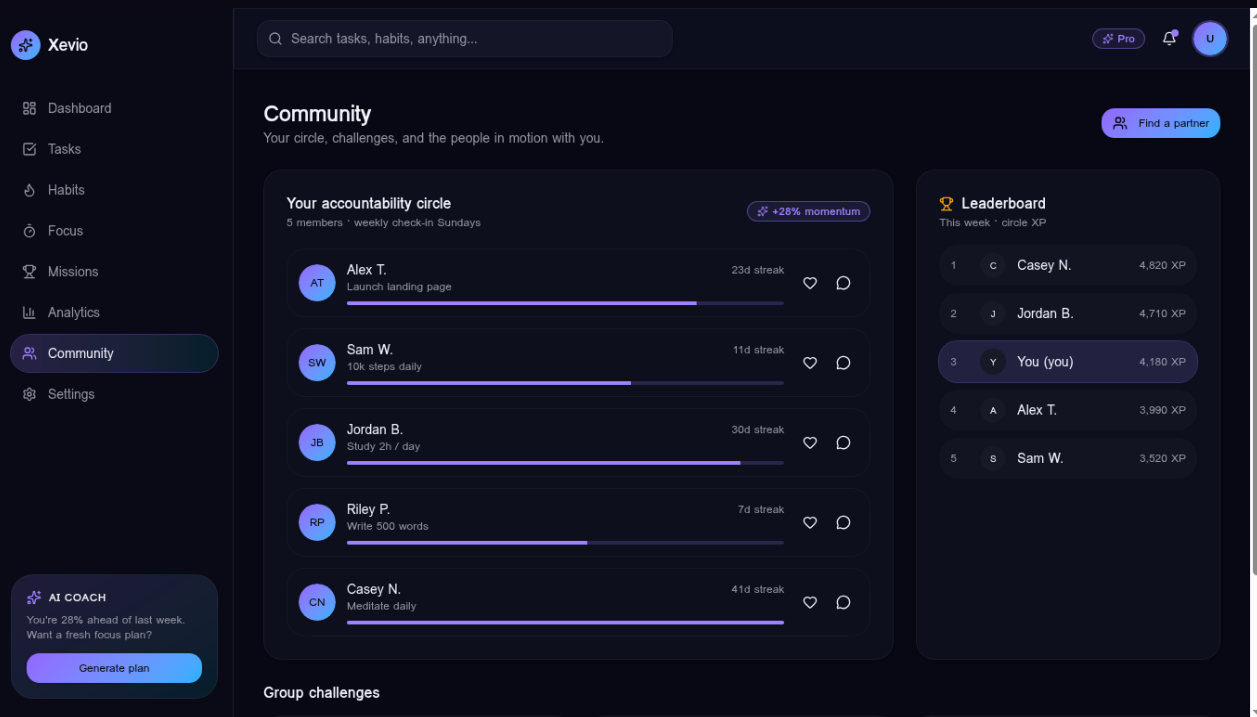 Xevio
Search tasks, habits, anything...
Pro
U
Dashboard
Tasks
Habits
Focus
Missions
Analytics
Community
Settings
AI COACH
You're 28% ahead of last week.
Want a fresh focus plan?
Generate plan
Community
Your circle, challenges, and the people in motion with you.
Find a partner
Your accountability circle
5 members · weekly check-in Sundays
+28% momentum
AT
Alex T.
23d streak
Launch landing page
SW
Sam W.
11d streak
10k steps daily
JB
Jordan B.
30d streak
Study 2h / day
RP
Riley P.
7d streak
Write 500 words
CN
Casey N.
41d streak
Meditate daily
Leaderboard
This week · circle XP
1 C Casey N. 4,820 XP
2 J Jordan B. 4,710 XP
3 Y You (you) 4,180 XP
4 A Alex T. 3,990 XP
5 S Sam W. 3,520 XP
Group challenges